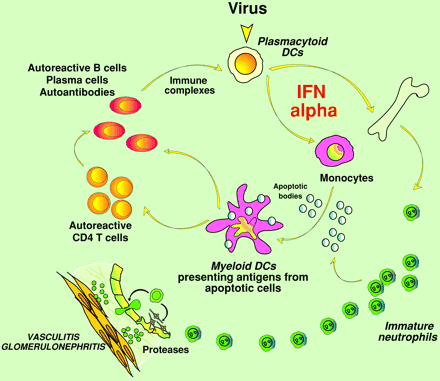 Virus
Plasmacytoid
DCs
Autoreactive B cells
Plasma cells
Autoantibodies
Immune
complexes
IFN
alpha
Monocytes
Apoptotic
bodies
Autoreactive
CD4 T cells
Myeloid DCs
presenting antigens from
apoptotic cells
VASCULITIS
GLOMERULONEPHRITIS
Proteases
Immature
neutrophils